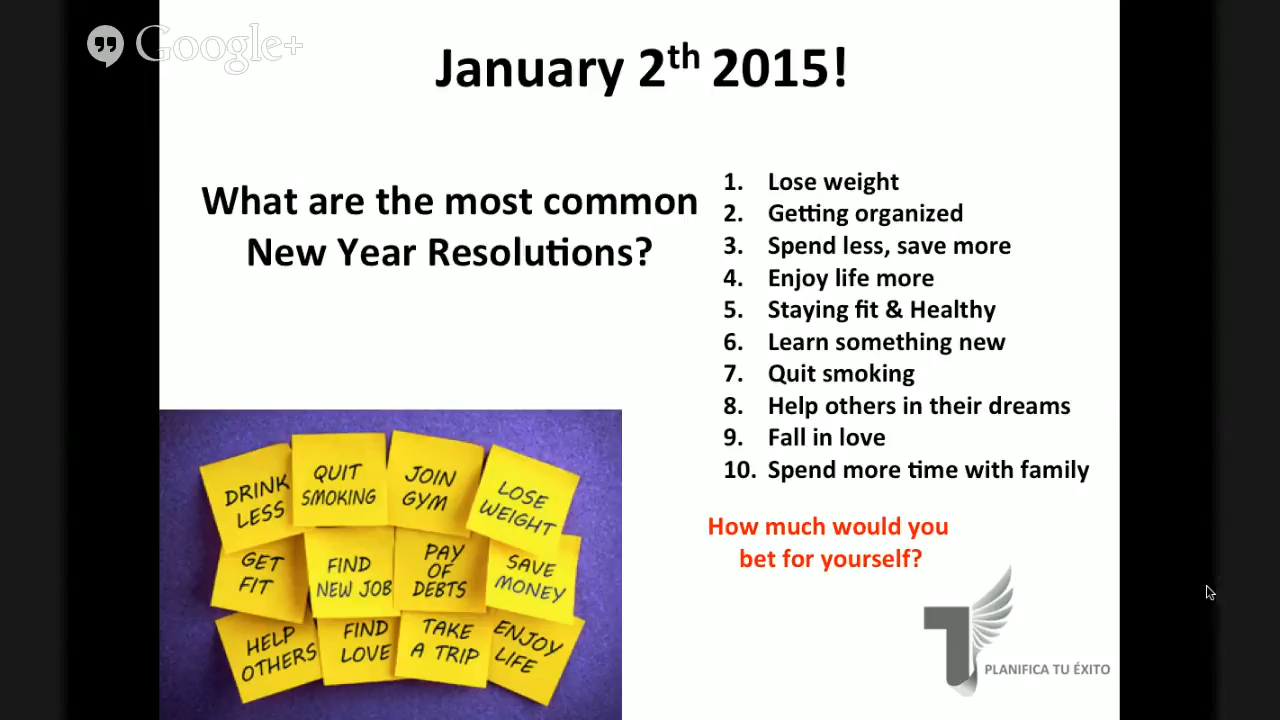 Google+
January 2th 2015!
What are the most common
New Year Resolutions?
1. Lose weight
2. Getting organized
3. Spend less, save more
4. Enjoy life more
5. Staying fit & Healthy
6. Learn something new
7. Quit smoking
8. Help others in their dreams
9. Fall in love
10. Spend more time with family
How much would you
bet for yourself?
DRINK
LESS
QUIT
SMOKING
JOIN
GYM
LOSE
WEIGHT
GET
FIT
FIND
NEW JOB
PAY
OF
DEBTS
SAVE
MONEY
HELP
OTHERS
FIND
LOVE
TAKE
A TRIP
ENJOY
LIFE
PLANIFICA TU ÉXITO